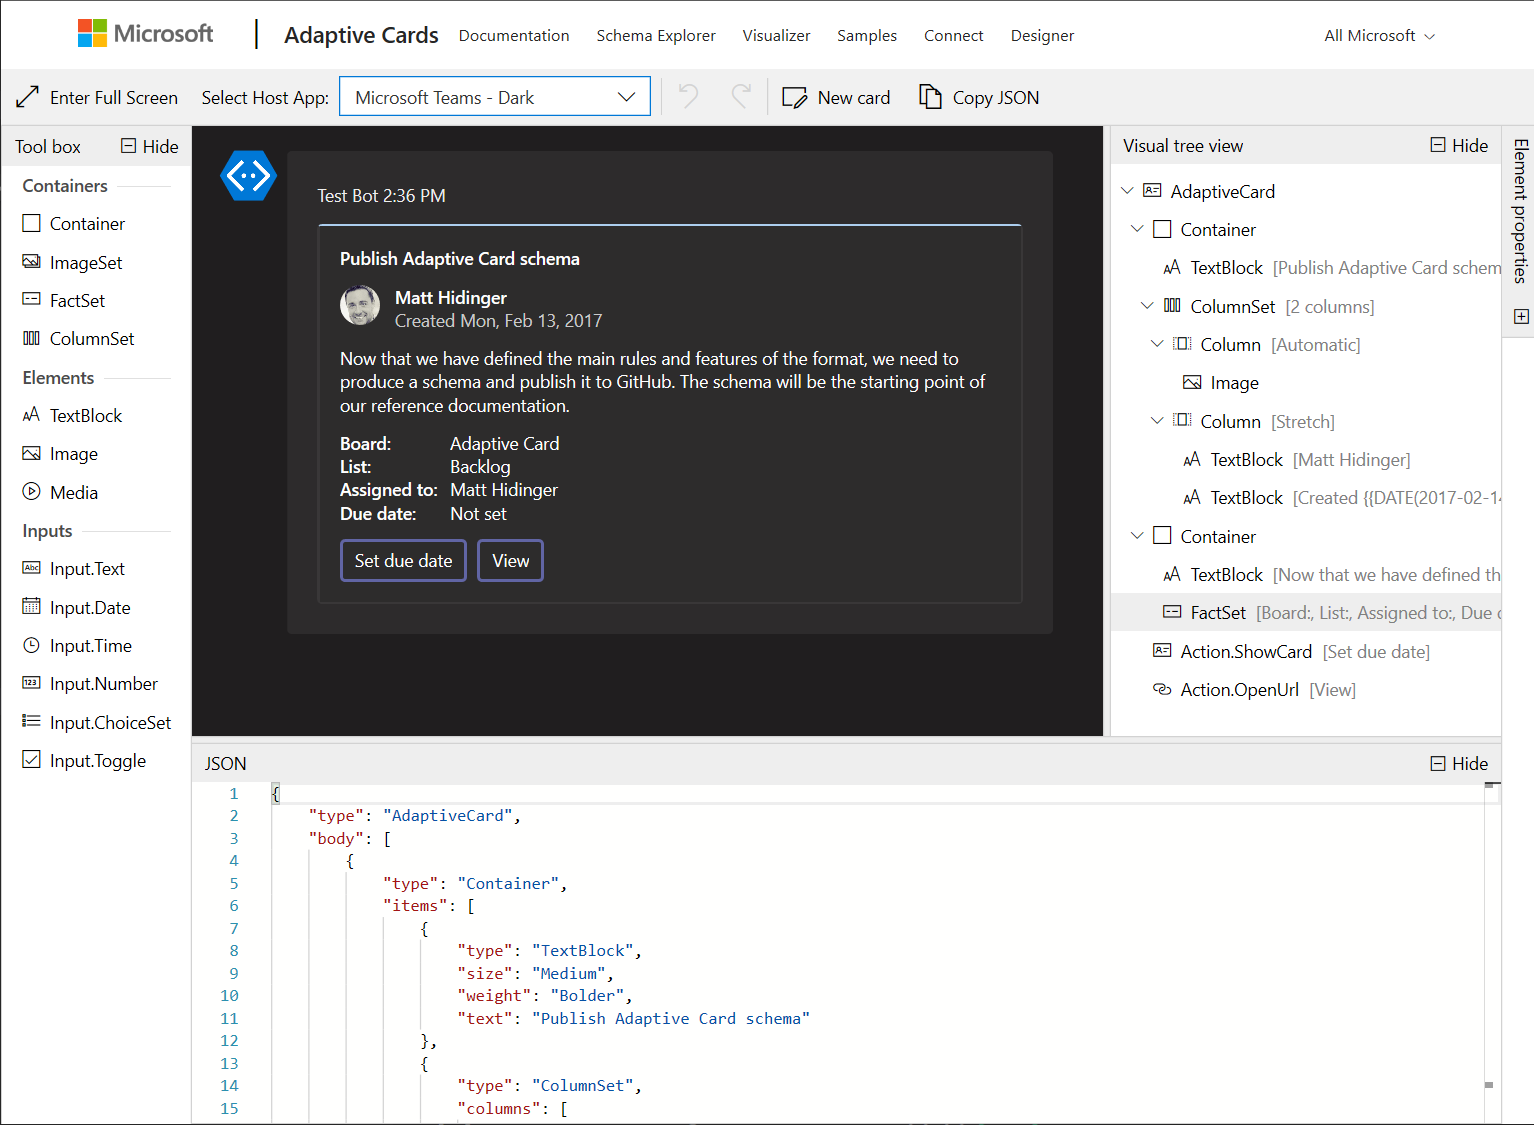 Microsoft
Adaptive Cards
Documentation
Schema Explorer
Visualizer
Samples
Connect
Designer
All Microsoft
Enter Full Screen
Select Host App:
Microsoft Teams - Dark
New card
Copy JSON
Tool box
Hide
Containers
Container
ImageSet
FactSet
ColumnSet
Elements
TextBlock
Image
Media
Inputs
Input.Text
Input.Date
Input.Time
Input.Number
Input.ChoiceSet
Input.Toggle
Test Bot 2:36 PM
Publish Adaptive Card schema
Matt Hidinger
Created Mon, Feb 13, 2017
Now that we have defined the main rules and features of the format, we need to
produce a schema and publish it to GitHub. The schema will be the starting point of
our reference documentation.
Board: Adaptive Card
List: Backlog
Assigned to: Matt Hidinger
Due date: Not set
Set due date
View
Visual tree view
Hide
AdaptiveCard
Container
TextBlock [Publish Adaptive Card schem
ColumnSet [2 columns]
Column [Automatic]
Image
Column [Stretch]
TextBlock [Matt Hidinger]
TextBlock [Created {{DATE(2017-02-14
Container
TextBlock [Now that we have defined th
FactSet [Board:, List:, Assigned to:, Due
Action.ShowCard [Set due date]
Action.OpenUrl [View]
Element properties
JSON
Hide
1 {
2 "type": "AdaptiveCard",
3 "body": [
4 {
5 "type": "Container",
6 "items": [
7 {
8 "type": "TextBlock",
9 "size": "Medium",
10 "weight": "Bolder",
11 "text": "Publish Adaptive Card schema"
12 },
13 {
14 "type": "ColumnSet",
15 "columns": [